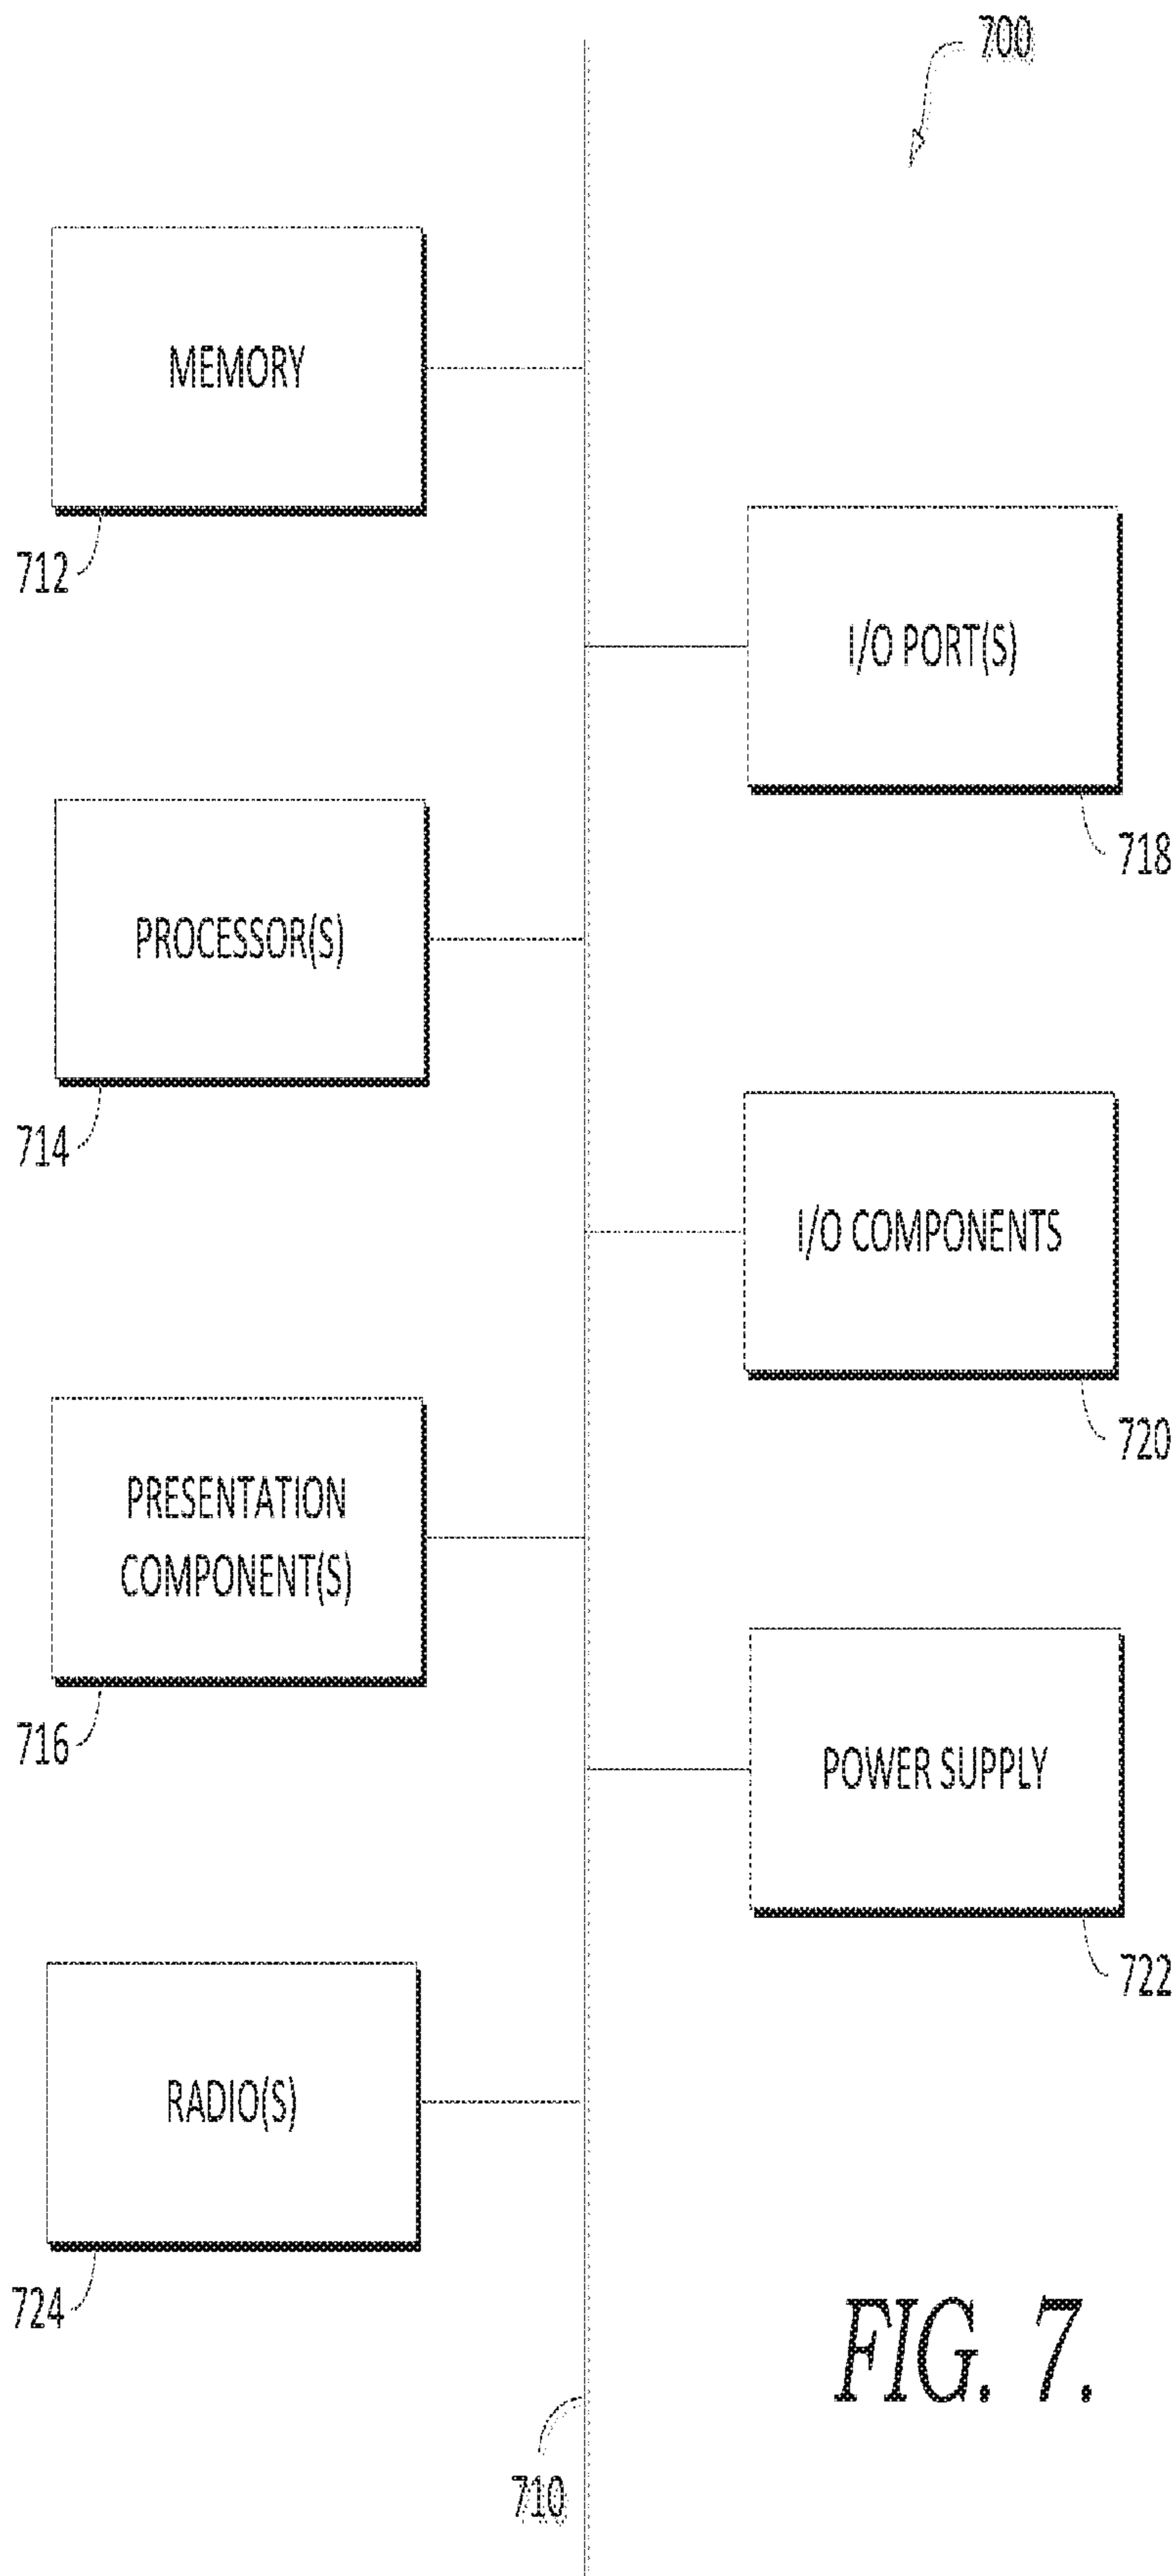 700
MEMORY
712
I/O PORT(S)
718
PROCESSOR(S)
714
I/O COMPONENTS
720
PRESENTATION
COMPONENT(S)
716
POWER SUPPLY
722
RADIO(S)
724
710
FIG. 7.